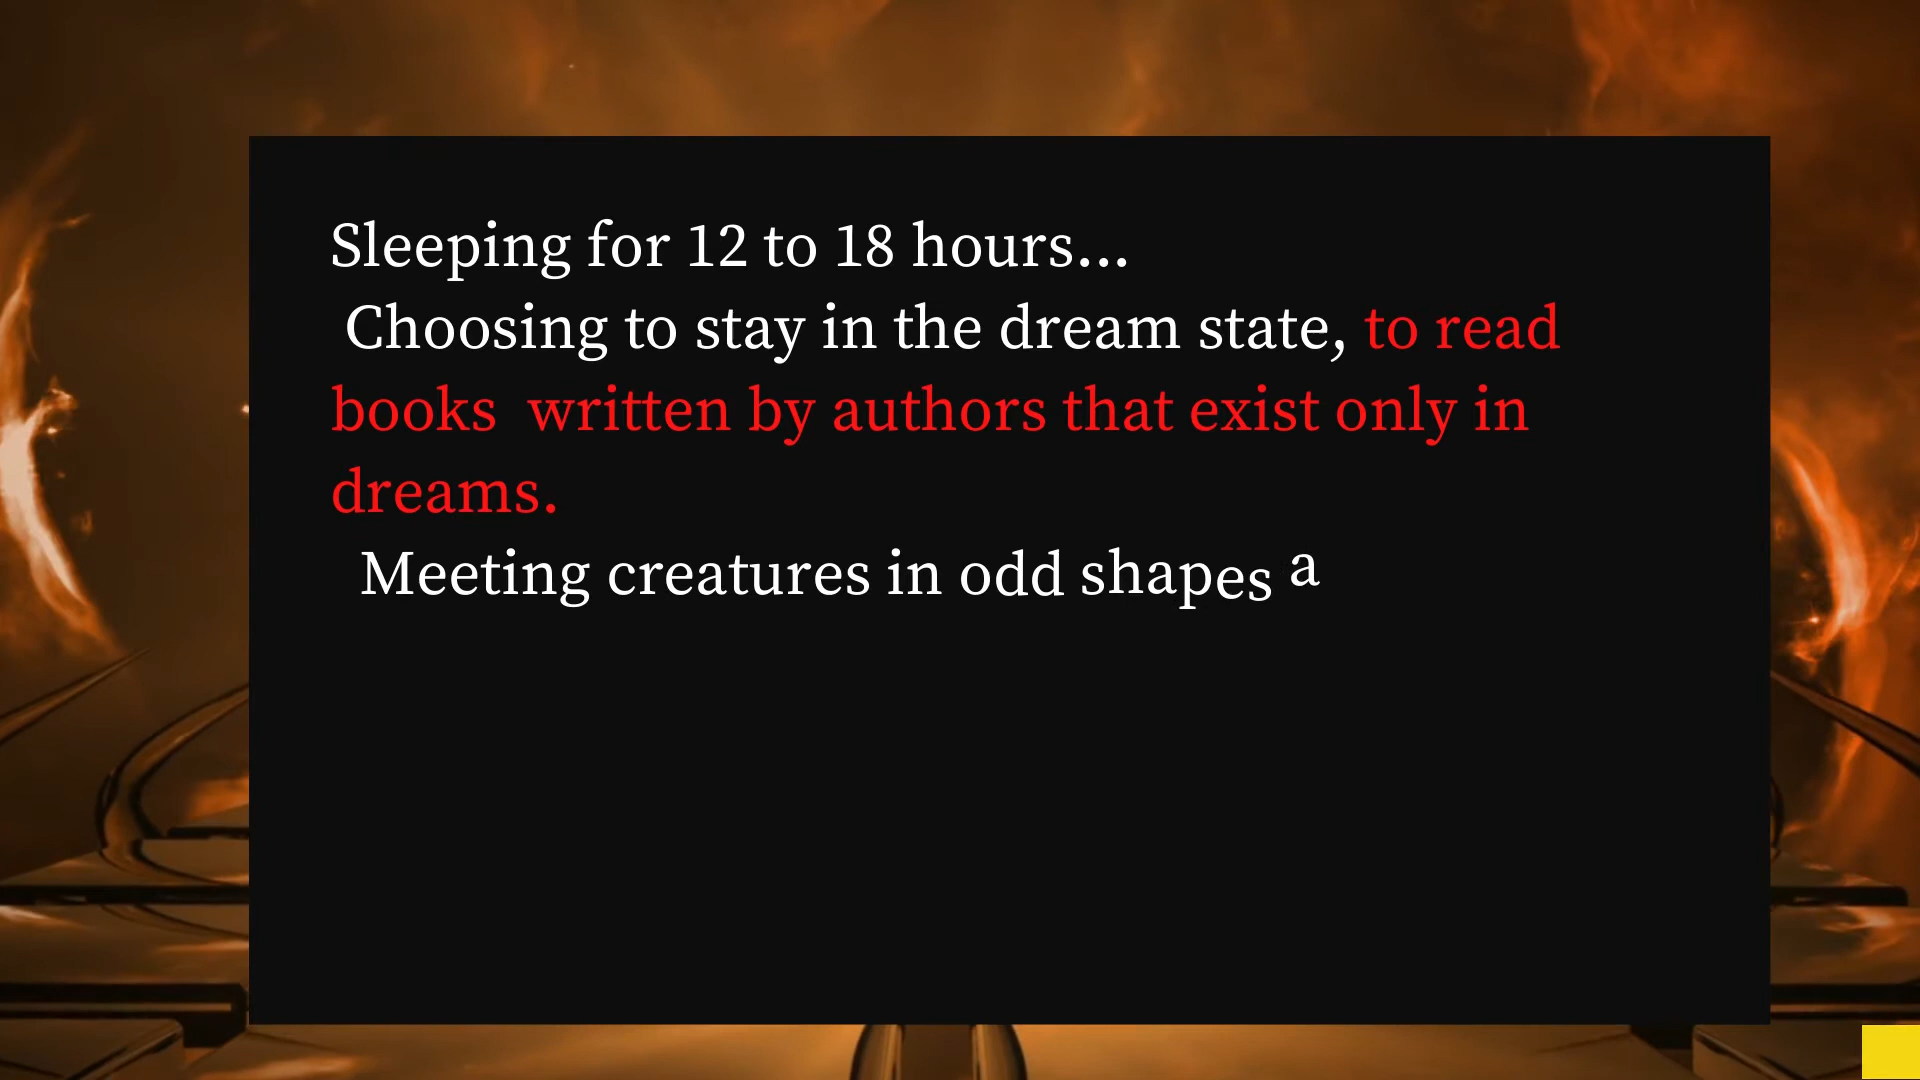 Sleeping for 12 to 18 hours...
Choosing to stay in the dream state, to read
books  written by authors that exist only in
dreams.
Meeting creatures in odd shapes a